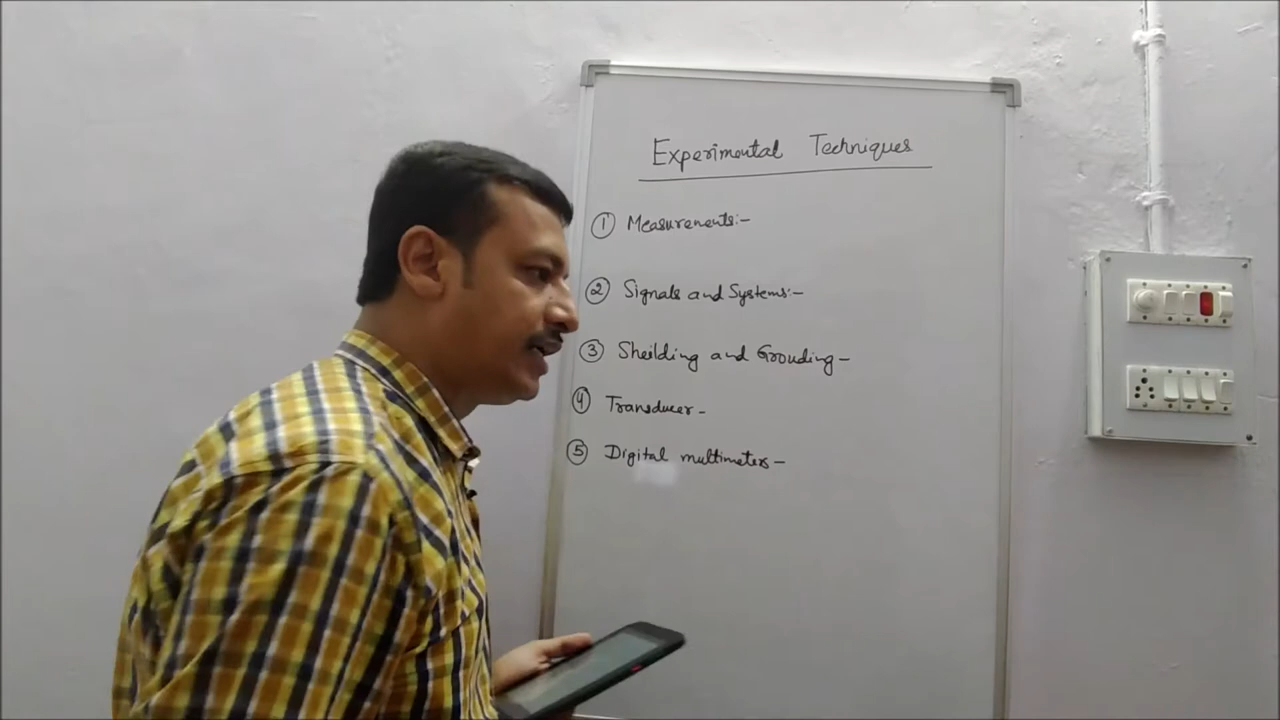 Experimental Techniques
① Measurements:-
② Signals and Systems:-
③ Sheilding and Grouding-
④ Transducer-
⑤ Digital multimeters-